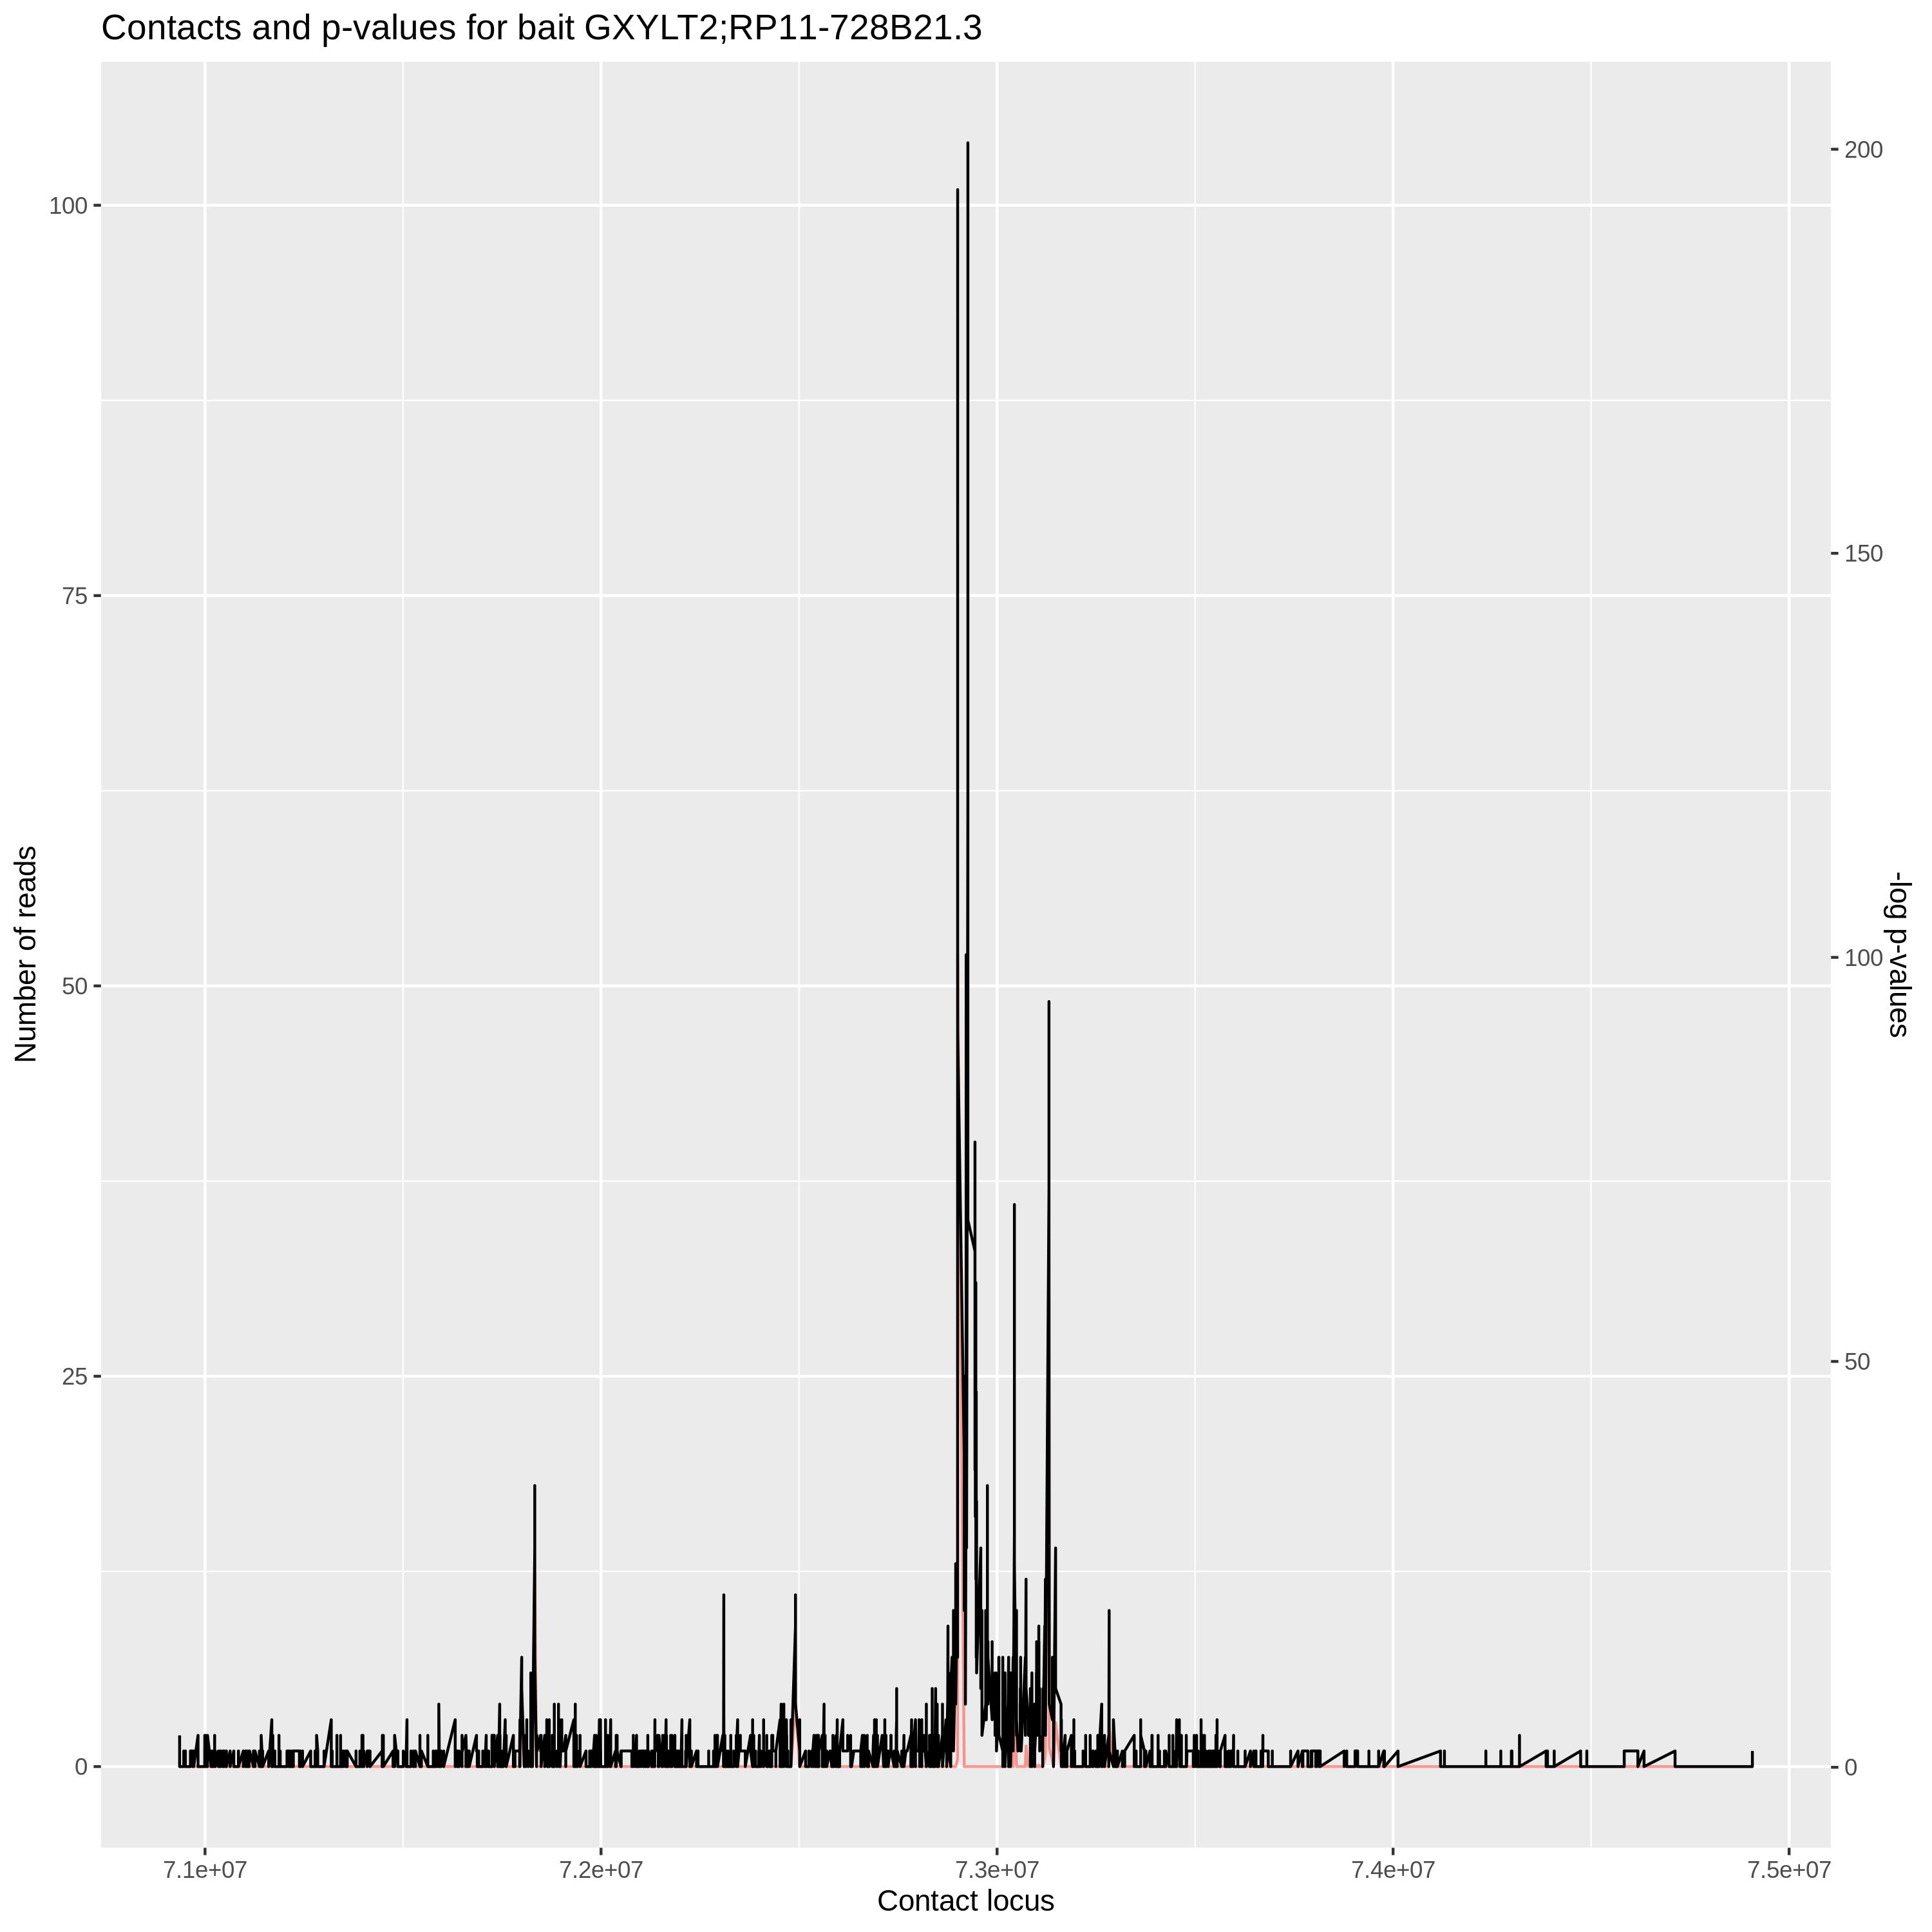 Contacts and p-values for bait GXYLT2;RP11-728B21.3
Number of reads
100
75
50
25
0
200
150
100
50
0
-log p-values
7.1e+07
7.2e+07
7.3e+07
7.4e+07
7.5e+07
Contact locus